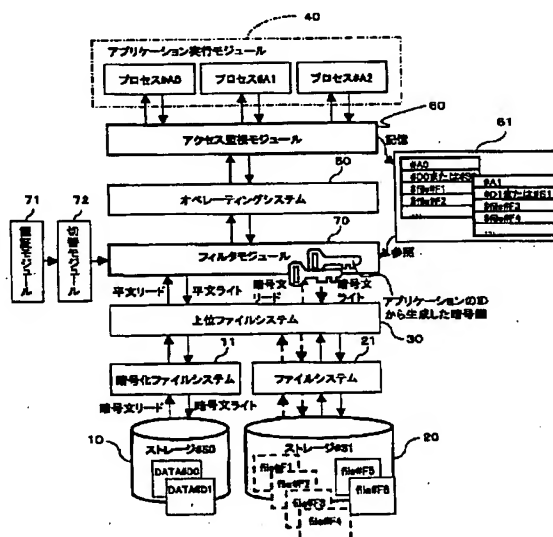 40
アプリケーション実行モジュール
プロセス#A0
プロセス#A1
プロセス#A2
60
アクセス監視モジュール
記憶
61
#A0
#D0または#S1
#file#F1
#file#F2
...
#A1
#D1または#S1
#file#F3
#file#F4
...
50
オペレーティングシステム
71
72
切替モジュール
70
フィルタモジュール
参照
平文リード
平文ライト
暗号文リード
暗号文ライト
アプリケーションのID
から生成した暗号鍵
上位ファイルシステム
30
11
暗号化ファイルシステム
21
ファイルシステム
暗号文リード
暗号文ライト
10
ストレージ#S0
DATA#D0
DATA#D1
20
ストレージ#S1
file#F1
file#F2
file#F3
file#F4
file#F5
file#F6